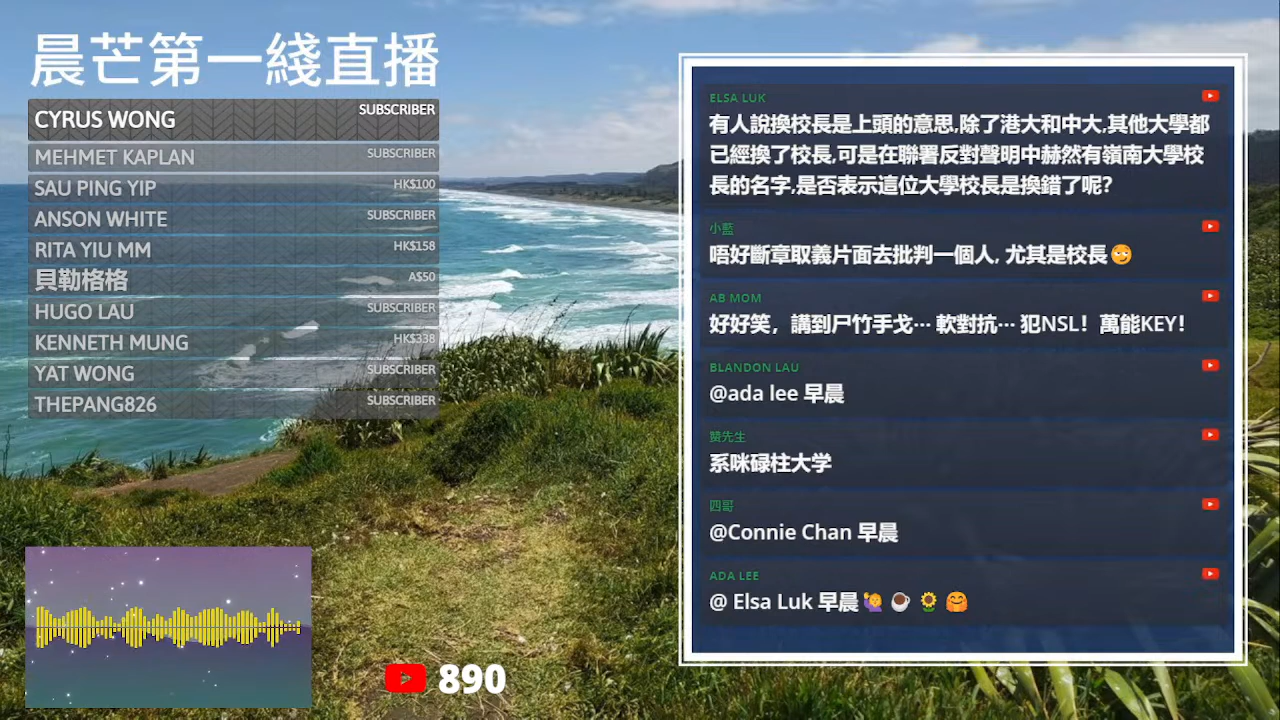 晨芒第一綫直播
CYRUS WONG SUBSCRIBER
MEHMET KAPLAN SUBSCRIBER
SAU PING YIP HK$100
ANSON WHITE SUBSCRIBER
RITA YIU MM HK$158
貝勒格格 A$50
HUGO LAU SUBSCRIBER
KENNETH MUNG HK$338
YAT WONG SUBSCRIBER
THEPANG826 SUBSCRIBER
890
ELSA LUK
有人說換校長是上頭的意思,除了港大和中大,其他大學都
已經換了校長,可是在聯署反對聲明中赫然有嶺南大學校
長的名字,是否表示這位大學校長是換錯了呢?
小藍
唔好斷章取義片面去批判一個人, 尤其是校長🙄
AB MOM
好好笑，講到尸竹手戈… 軟對抗… 犯NSL！萬能KEY！
BLANDON LAU
@ada lee 早晨
贊先生
系咪碌柱大学
四哥
@Connie Chan 早晨
ADA LEE
@ Elsa Luk 早晨🙋☕🌻🤗